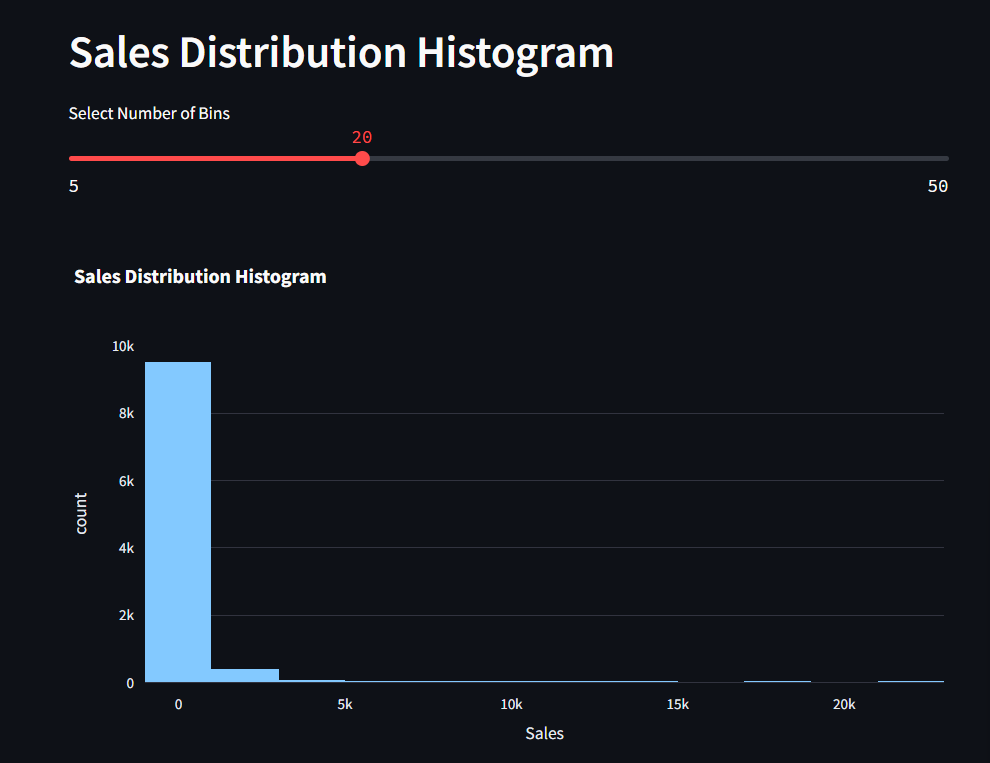 Sales Distribution Histogram
Select Number of Bins
20
5 50
Sales Distribution Histogram
10k
8k
6k
4k
2k
0
count
0 5k 10k 15k 20k
Sales